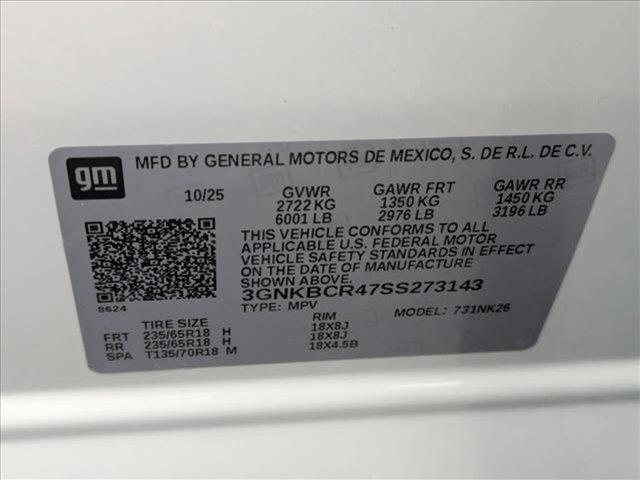 gm MFD BY GENERAL MOTORS DE MEXICO, S. DE R.L. DE C.V.
10/25 GVWR GAWR FRT GAWR RR
2722 KG 1350 KG 1450 KG
6001 LB 2976 LB 3196 LB
THIS VEHICLE CONFORMS TO ALL
APPLICABLE U.S. FEDERAL MOTOR
VEHICLE SAFETY STANDARDS IN EFFECT
ON THE DATE OF MANUFACTURE
SHOWN ABOVE.
3GNKBCR47SS273143
8624 TYPE: MPV MODEL: 731NK26
TIRE SIZE RIM
FRT 235/65R18 H 18X8J
RR 235/65R18 H 18X8J
SPA T135/70R18 M 18X4.5B